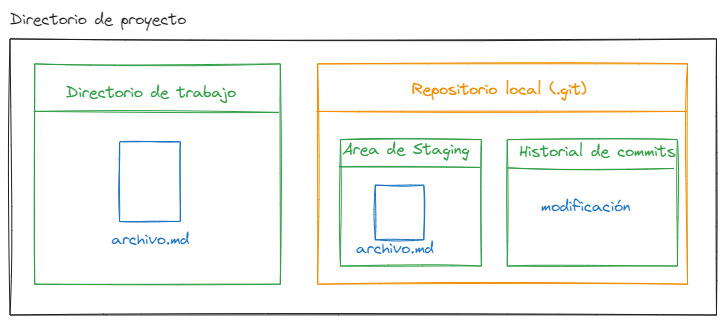 Directorio de proyecto
Directorio de trabajo
archivo.md
Repositorio local (.git)
Area de Staging
archivo.md
Historial de commits
modificación